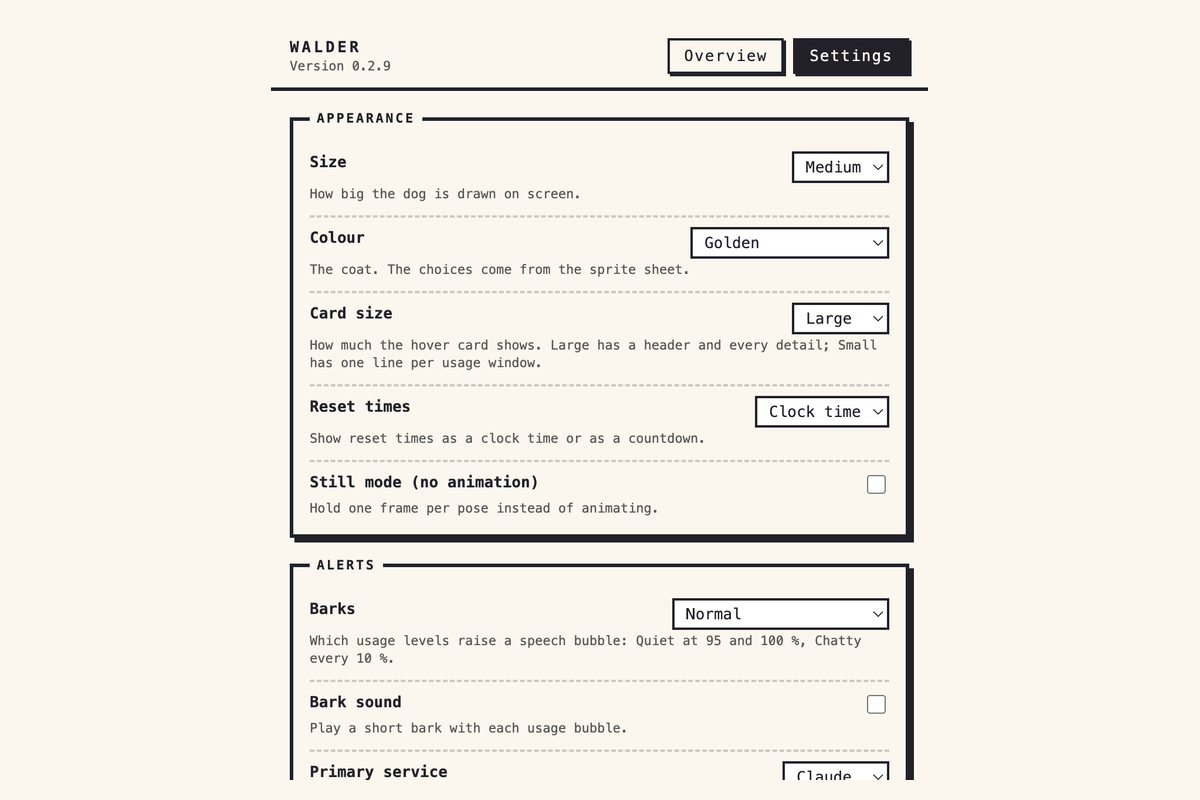 WALDER
Version 0.2.9
Overview
Settings
APPEARANCE
Size
Medium
How big the dog is drawn on screen.
Colour
Golden
The coat. The choices come from the sprite sheet.
Card size
Large
How much the hover card shows. Large has a header and every detail; Small
has one line per usage window.
Reset times
Clock time
Show reset times as a clock time or as a countdown.
Still mode (no animation)
Hold one frame per pose instead of animating.
ALERTS
Barks
Normal
Which usage levels raise a speech bubble: Quiet at 95 and 100 %, Chatty
every 10 %.
Bark sound
Play a short bark with each usage bubble.
Primary service
Claude